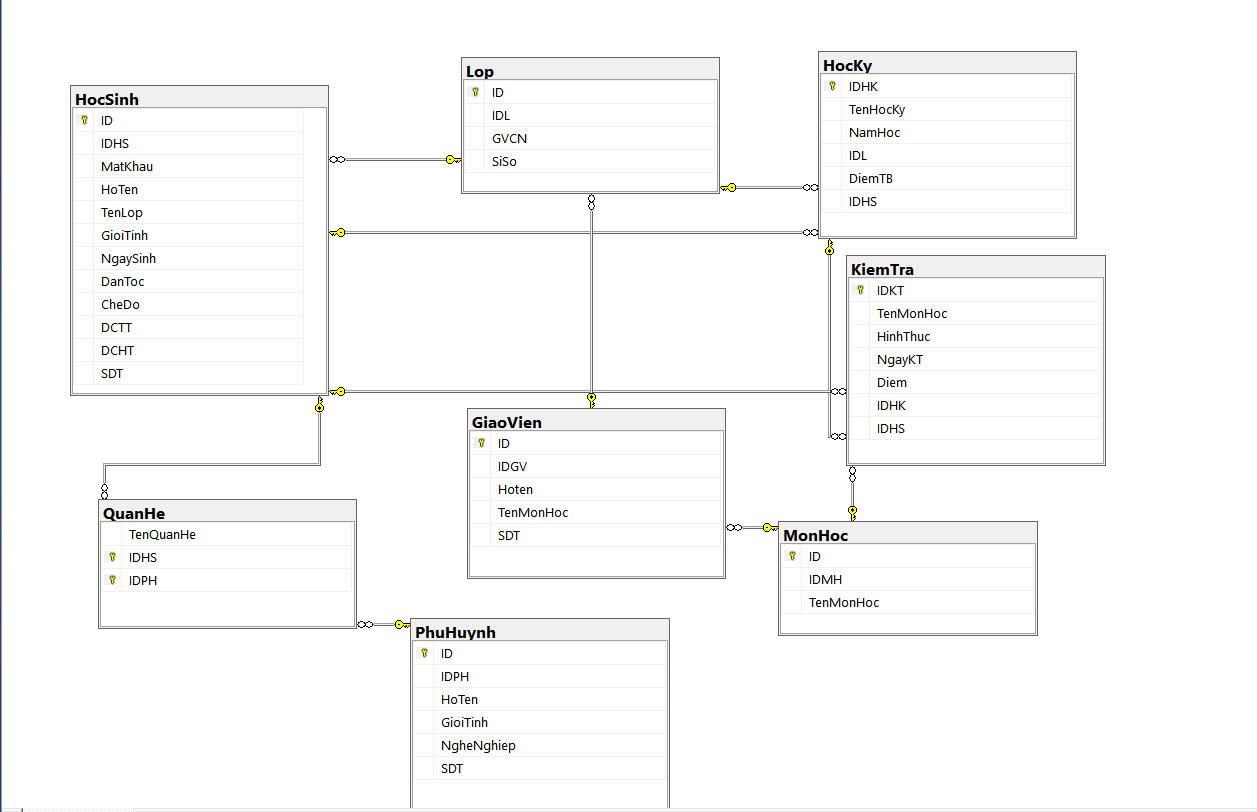 HocSinh
ID
IDHS
MatKhau
HoTen
TenLop
GioiTinh
NgaySinh
DanToc
CheDo
DCTT
DCHT
SDT
Lop
ID
IDL
GVCN
SiSo
HocKy
IDHK
TenHocKy
NamHoc
IDL
DiemTB
IDHS
KiemTra
IDKT
TenMonHoc
HinhThuc
NgayKT
Diem
IDHK
IDHS
GiaoVien
ID
IDGV
Hoten
TenMonHoc
SDT
QuanHe
TenQuanHe
IDHS
IDPH
MonHoc
ID
IDMH
TenMonHoc
PhuHuynh
ID
IDPH
HoTen
GioiTinh
NgheNghiep
SDT